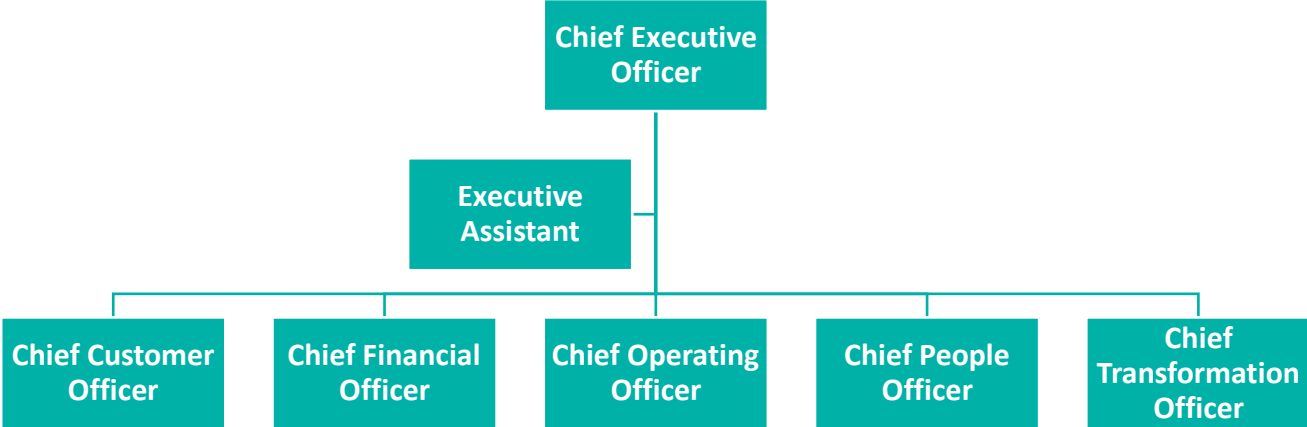 Chief Executive
Officer
Executive
Assistant
Chief Customer
Officer
Chief Financial
Officer
Chief Operating
Officer
Chief People
Officer
Chief
Transformation
Officer